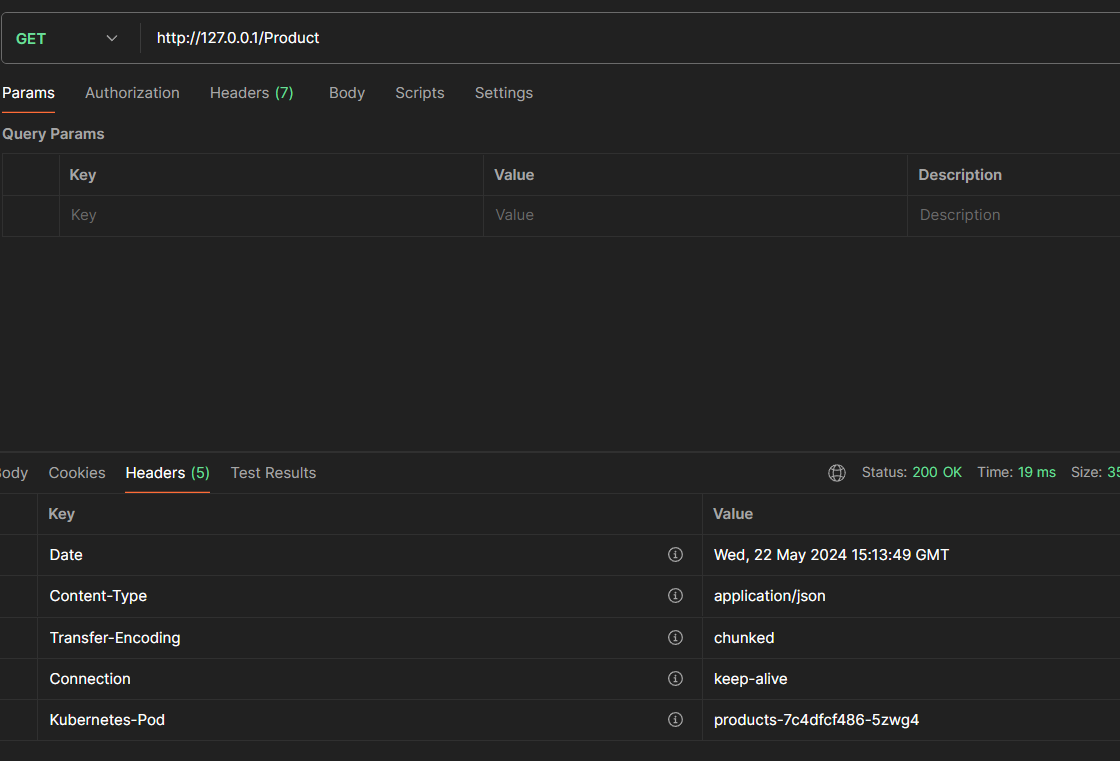 GET http://127.0.0.1/Product
Params Authorization Headers (7) Body Scripts Settings
Query Params
Key Value Description
Key Value Description
Cookies Headers (5) Test Results Status: 200 OK Time: 19 ms Size:
Key Value
Date Wed, 22 May 2024 15:13:49 GMT
Content-Type application/json
Transfer-Encoding chunked
Connection keep-alive
Kubernetes-Pod products-7c4dfcf486-5zwg4